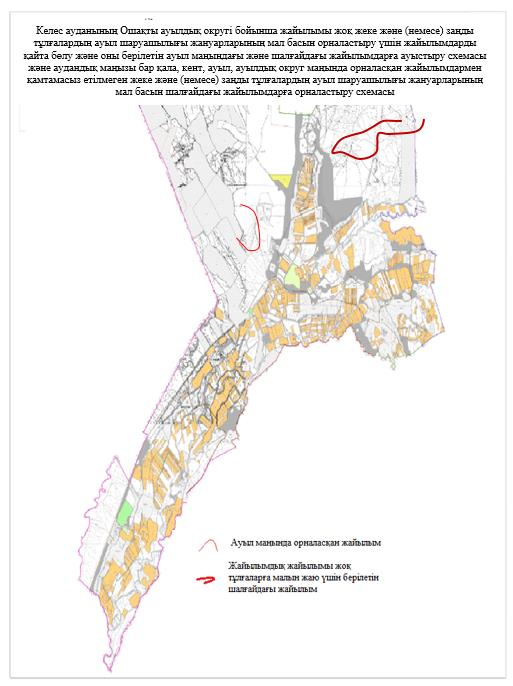 Келес ауданының Ошақты ауылдық округі бойынша жайылымы жоқ жеке және (немесе) заңды
тұлғалардың ауыл шаруашылығы жануарларының мал басын орналастыру үшін жайылымдарды
қайта бөлу және оны берілетін ауыл маңындағы және шалғайдағы жайылымдарға ауыстыру схемасы
және аудандық маңызы бар қала, кент, ауыл, ауылдық округ манында орналасқан жайылымдармен
қамтамасыз етілмеген жеке және (немесе) заңды тұлғалардың ауыл шаруашылығы жануарларының
мал басын шалғайдағы жайылымдарға орналастыру схемасы
Ауыл маңында орналасқан жайылым
Жайылымдық жайылымы жоқ
тұлғаларға малын жаю үшін берілетін
шалғайдағы жайылым